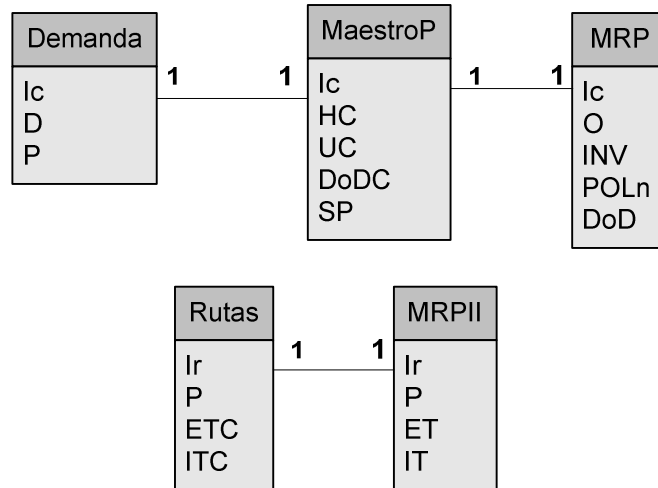 Demanda
Ic
D
P
1
1
MaestroP
Ic
HC
UC
DoDC
SP
1
1
MRP
Ic
O
INV
POLn
DoD
Rutas
Ir
P
ETC
ITC
1
1
MRPII
Ir
P
ET
IT